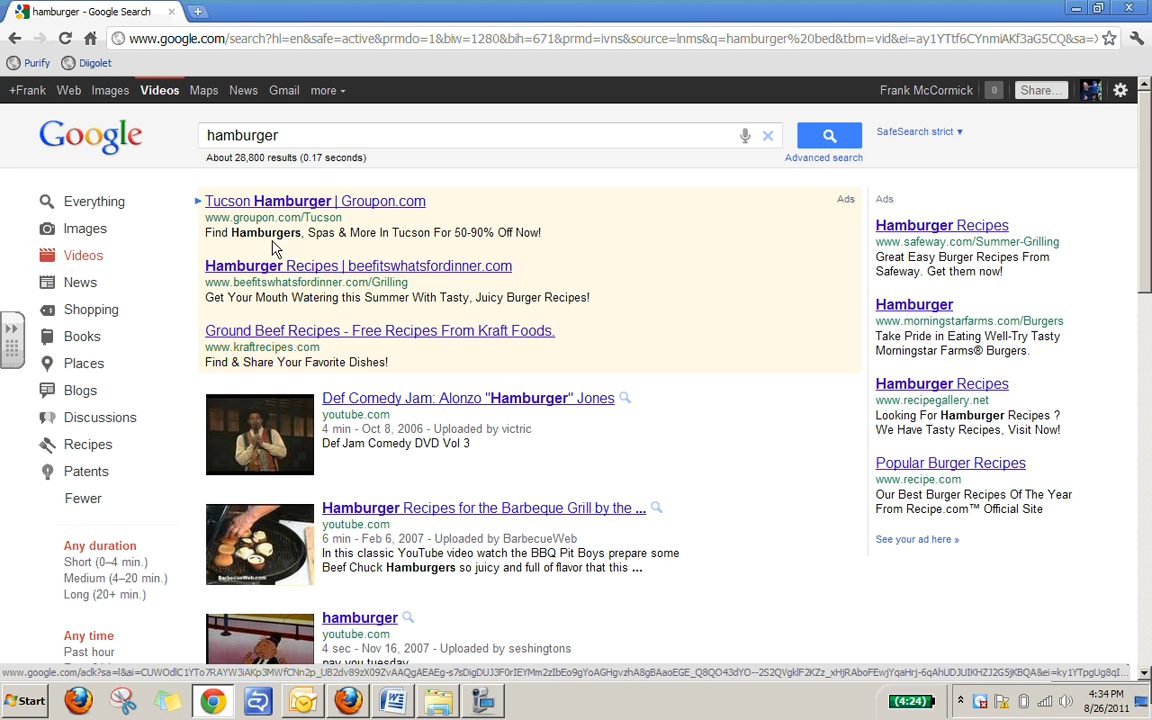 hamburger - Google Search
www.google.com/search?hl=en&safe=active&prmdo=1&biw=1280&bih=671&prmd=ivns&source=lnms&q=hamburger%20bed&tbm=vid&ei=ay1YTtf6CYnmiAKf3aG5CQ&sa=X
Purify Diigolet
+Frank Web Images Videos Maps News Gmail more
Frank McCormick 0 Share...
Google
hamburger
SafeSearch strict ▼
About 28,800 results (0.17 seconds)
Advanced search
Everything
Images
Videos
News
Shopping
Books
Places
Blogs
Discussions
Recipes
Patents
Fewer
Any duration
Short (0–4 min.)
Medium (4–20 min.)
Long (20+ min.)
Any time
Past hour
Ads
Tucson Hamburger | Groupon.com
www.groupon.com/Tucson
Find Hamburgers, Spas & More In Tucson For 50-90% Off Now!
Hamburger Recipes | beefitswhatsfordinner.com
www.beefitswhatsfordinner.com/Grilling
Get Your Mouth Watering this Summer With Tasty, Juicy Burger Recipes!
Ground Beef Recipes - Free Recipes From Kraft Foods.
www.kraftrecipes.com
Find & Share Your Favorite Dishes!
Def Comedy Jam: Alonzo "Hamburger" Jones
youtube.com
4 min - Oct 8, 2006 - Uploaded by victric
Def Jam Comedy DVD Vol 3
Hamburger Recipes for the Barbeque Grill by the ...
youtube.com
6 min - Feb 6, 2007 - Uploaded by BarbecueWeb
In this classic YouTube video watch the BBQ Pit Boys prepare some
Beef Chuck Hamburgers so juicy and full of flavor that this ...
BarbecueWeb.com
hamburger
youtube.com
4 sec - Nov 16, 2007 - Uploaded by seshingtons
pay you tuesday
Ads
Hamburger Recipes
www.safeway.com/Summer-Grilling
Great Easy Burger Recipes From
Safeway. Get them now!
Hamburger
www.morningstarfarms.com/Burgers
Take Pride in Eating Well-Try Tasty
Morningstar Farms® Burgers.
Hamburger Recipes
www.recipegallery.net
Looking For Hamburger Recipes ?
We Have Tasty Recipes, Visit Now!
Popular Burger Recipes
www.recipe.com
Our Best Burger Recipes Of The Year
From Recipe.com™ Official Site
See your ad here »
Start
(4:24)
4:34 PM
8/26/2011